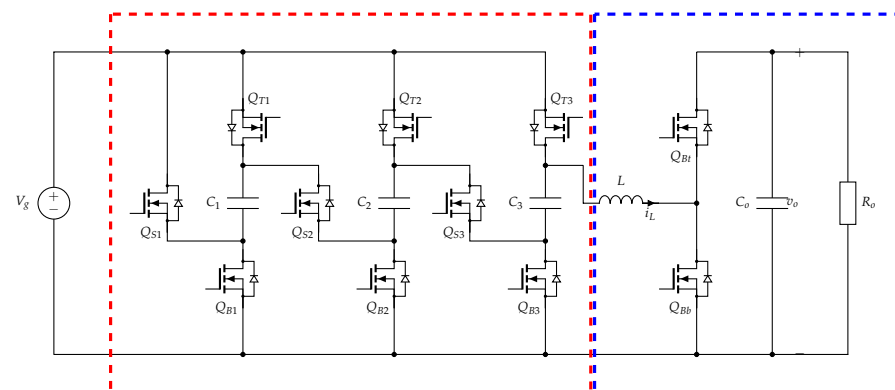 Q_{T1} Q_{T2} Q_{T3} +
Q_{Bt}
V_g + − Q_{S1} C_1 Q_{S2} C_2 Q_{S3} C_3 L i_L C_o v_o R_o
Q_{B1} Q_{B2} Q_{B3} Q_{Bb}
−